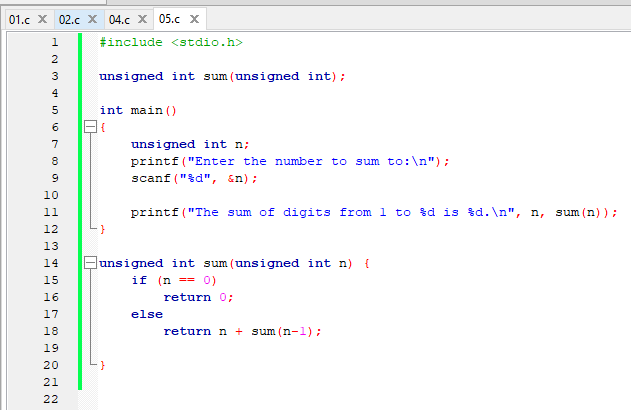 01.c X 02.c X 04.c X 05.c X
1 #include <stdio.h>
2
3 unsigned int sum(unsigned int);
4
5 int main()
6 {
7 unsigned int n;
8 printf("Enter the number to sum to:\n");
9 scanf("%d", &n);
10
11 printf("The sum of digits from 1 to %d is %d.\n", n, sum(n));
12 }
13
14 unsigned int sum(unsigned int n) {
15 if (n == 0)
16 return 0;
17 else
18 return n + sum(n-1);
19
20 }
21
22